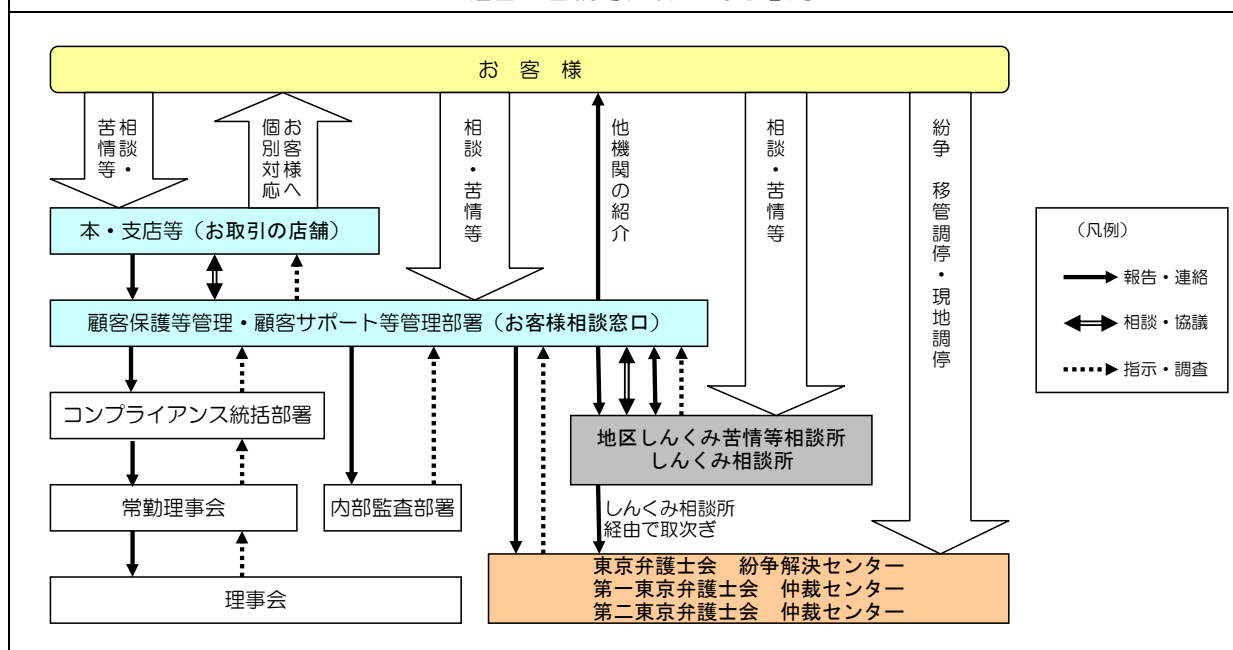 お 客 様
相談・
苦情等
お客様へ
個別対応
相談・苦情等
他機関の紹介
相談・苦情等
紛争 移管調停・現地調停
本・支店等（お取引の店舗）
（凡例）
報告・連絡
相談・協議
指示・調査
顧客保護等管理・顧客サポート等管理部署（お客様相談窓口）
コンプライアンス統括部署
地区しんくみ苦情等相談所
しんくみ相談所
常勤理事会
内部監査部署
しんくみ相談所
経由で取次ぎ
理事会
東京弁護士会 紛争解決センター
第一東京弁護士会 仲裁センター
第二東京弁護士会 仲裁センター